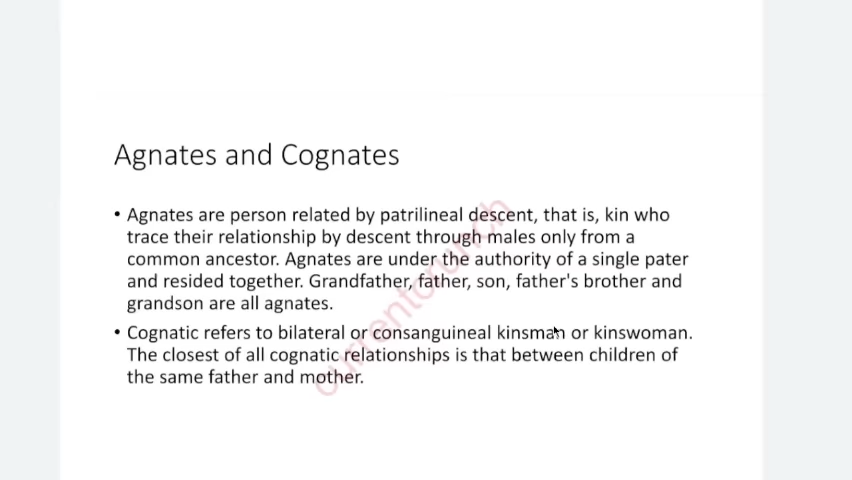 Agnates and Cognates
• Agnates are person related by patrilineal descent, that is, kin who
trace their relationship by descent through males only from a
common ancestor. Agnates are under the authority of a single pater
and resided together. Grandfather, father, son, father's brother and
grandson are all agnates.
• Cognatic refers to bilateral or consanguineal kinsman or kinswoman.
The closest of all cognatic relationships is that between children of
the same father and mother.
currentcrunch